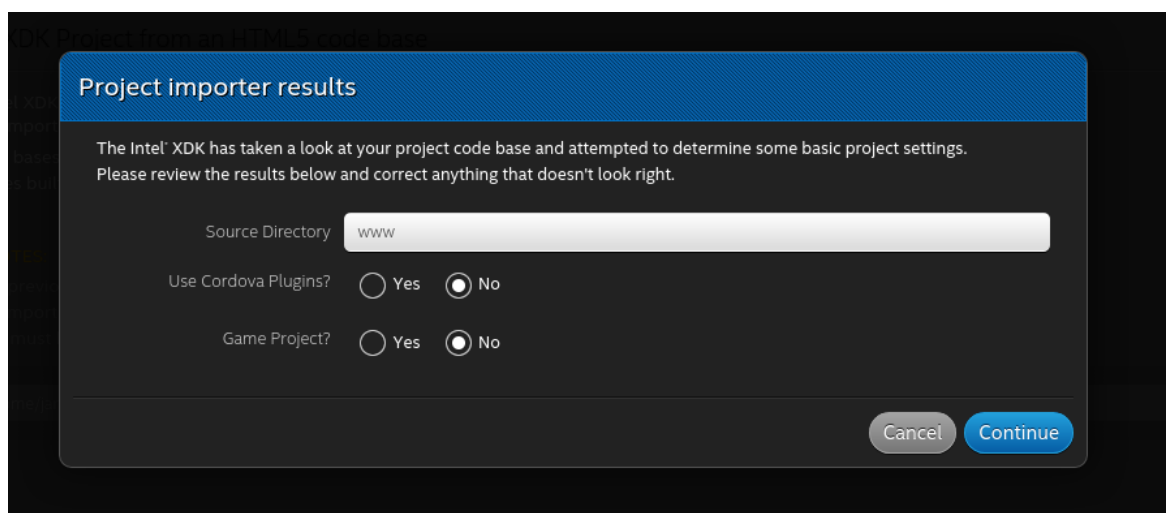 XDK Project from an HTML5 code base
Project importer results
The Intel® XDK has taken a look at your project code base and attempted to determine some basic project settings.
Please review the results below and correct anything that doesn't look right.
Source Directory www
Use Cordova Plugins? Yes No
Game Project? Yes No
Cancel Continue